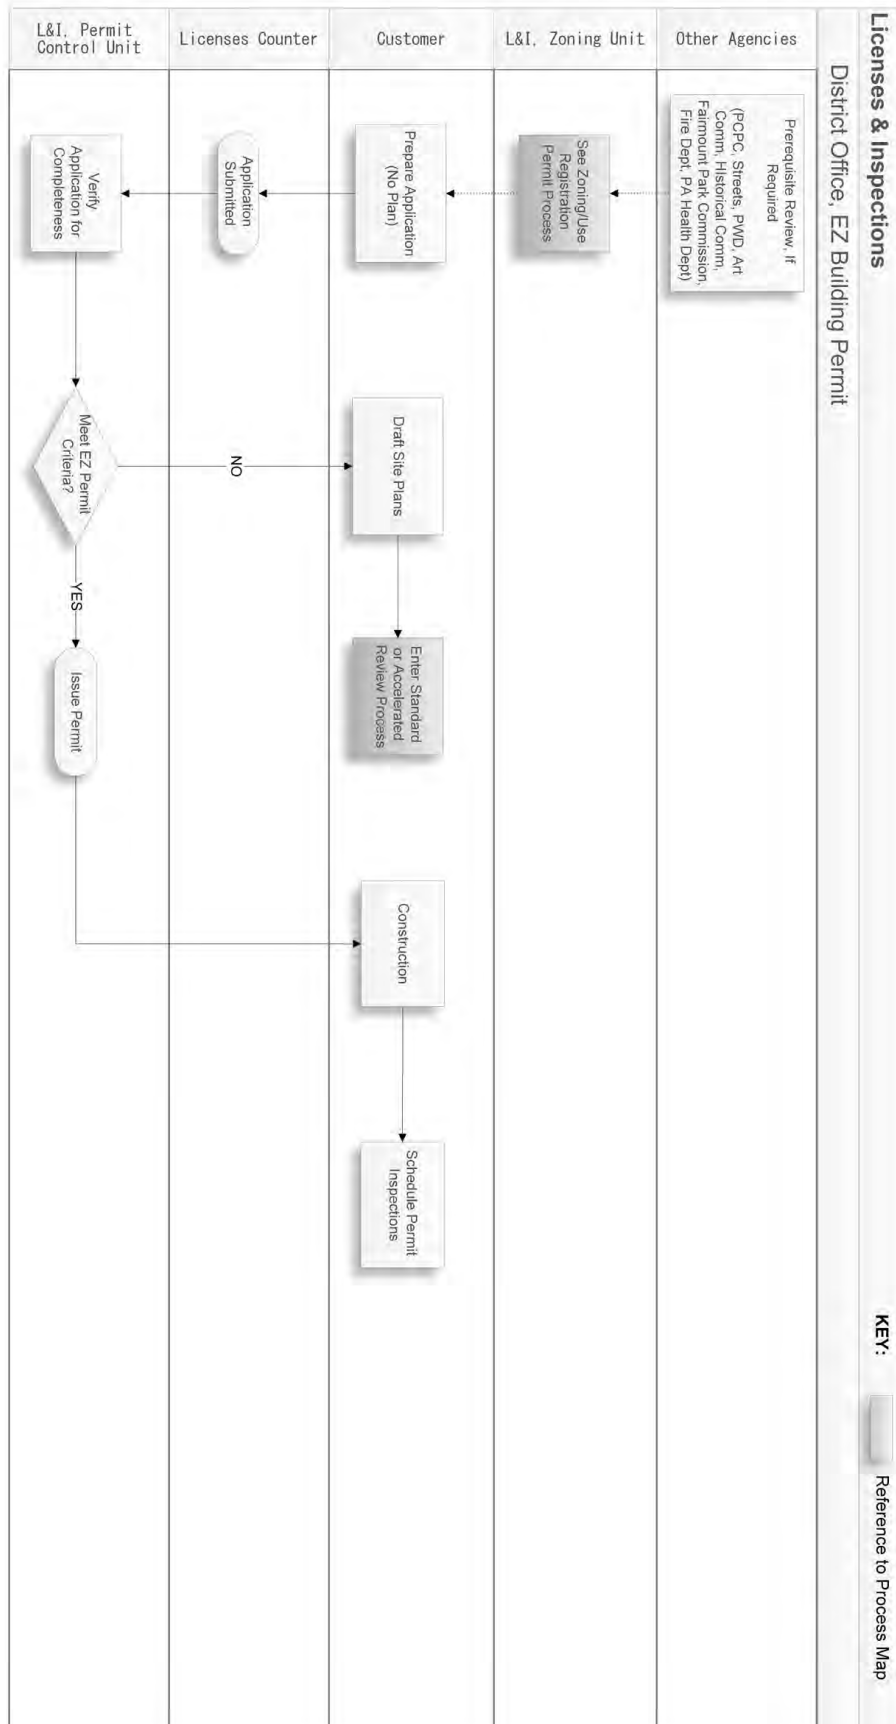 Licenses & Inspections
KEY:
Reference to Process Map
District Office, EZ Building Permit
Other Agencies
Prerequisite Review, If
Required
(PCPC, Streets, PWD, Art
Comm, Historical Comm,
Fairmount Park Commission,
Fire Dept, PA Health Dept)
L&I, Zoning Unit
See Zoning/Use
Registration
Permit Process
Customer
Prepare Application
(No Plan)
Draft Site Plans
Enter Standard
or Accelerated
Review Process
Construction
Schedule Permit
Inspections
Licenses Counter
Application
Submitted
NO
L&I, Permit
Control Unit
Verify
Application for
Completeness
Meet EZ Permit
Criteria?
YES
Issue Permit